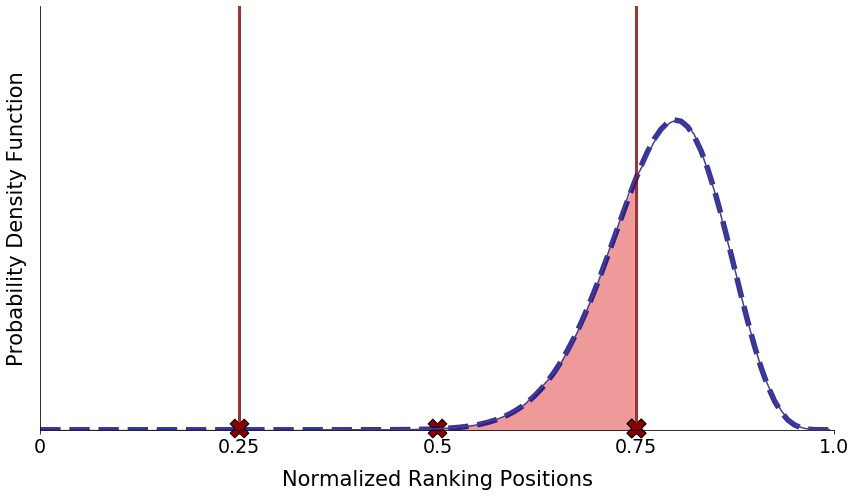 Probability Density Function
0 0.25 0.5 0.75 1.0
Normalized Ranking Positions